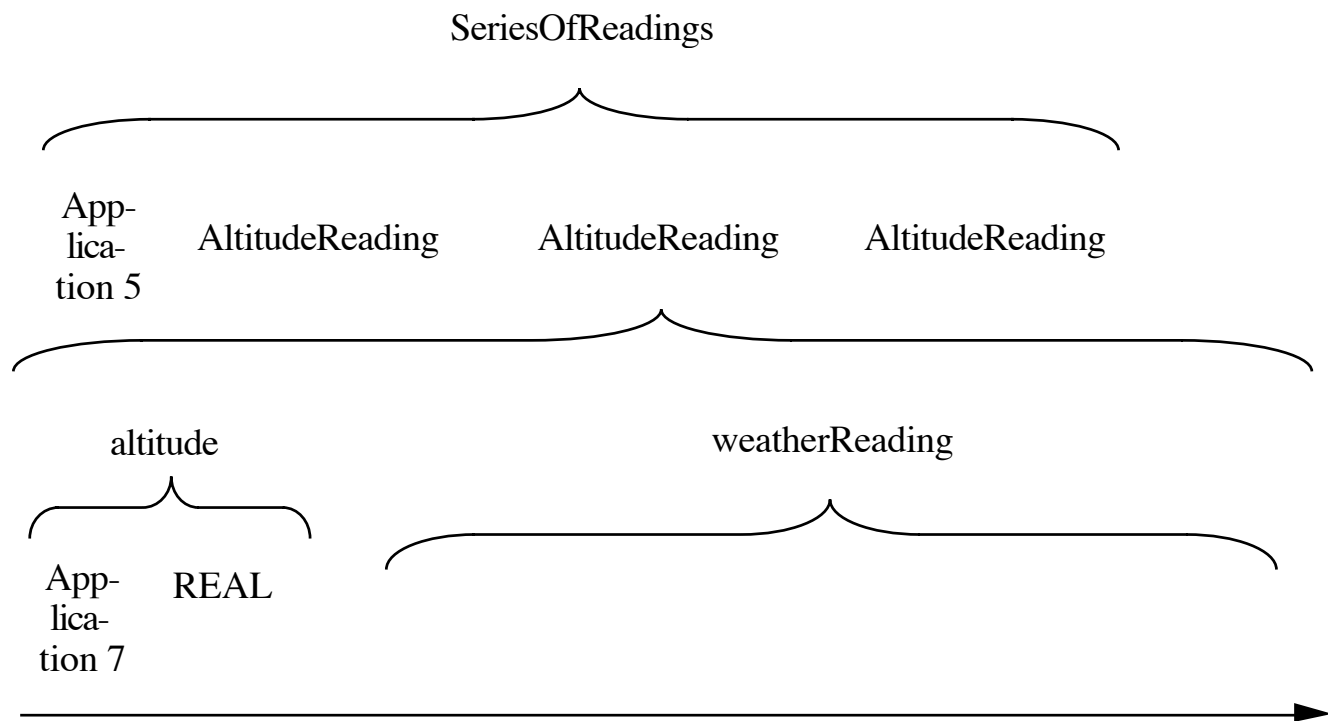 SeriesOfReadings
App-
lica-
tion 5
AltitudeReading
AltitudeReading
AltitudeReading
altitude
weatherReading
App-
lica-
tion 7
REAL